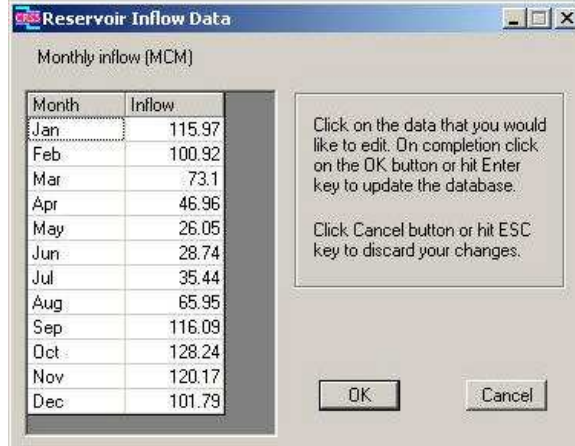 CRSS Reservoir Inflow Data
Monthly inflow (MCM)
Month Inflow
Jan 115.97
Feb 100.92
Mar 73.1
Apr 46.96
May 26.05
Jun 28.74
Jul 35.44
Aug 65.95
Sep 116.09
Oct 128.24
Nov 120.17
Dec 101.79
Click on the data that you would
like to edit. On completion click
on the OK button or hit Enter
key to update the database.
Click Cancel button or hit ESC
key to discard your changes.
OK Cancel